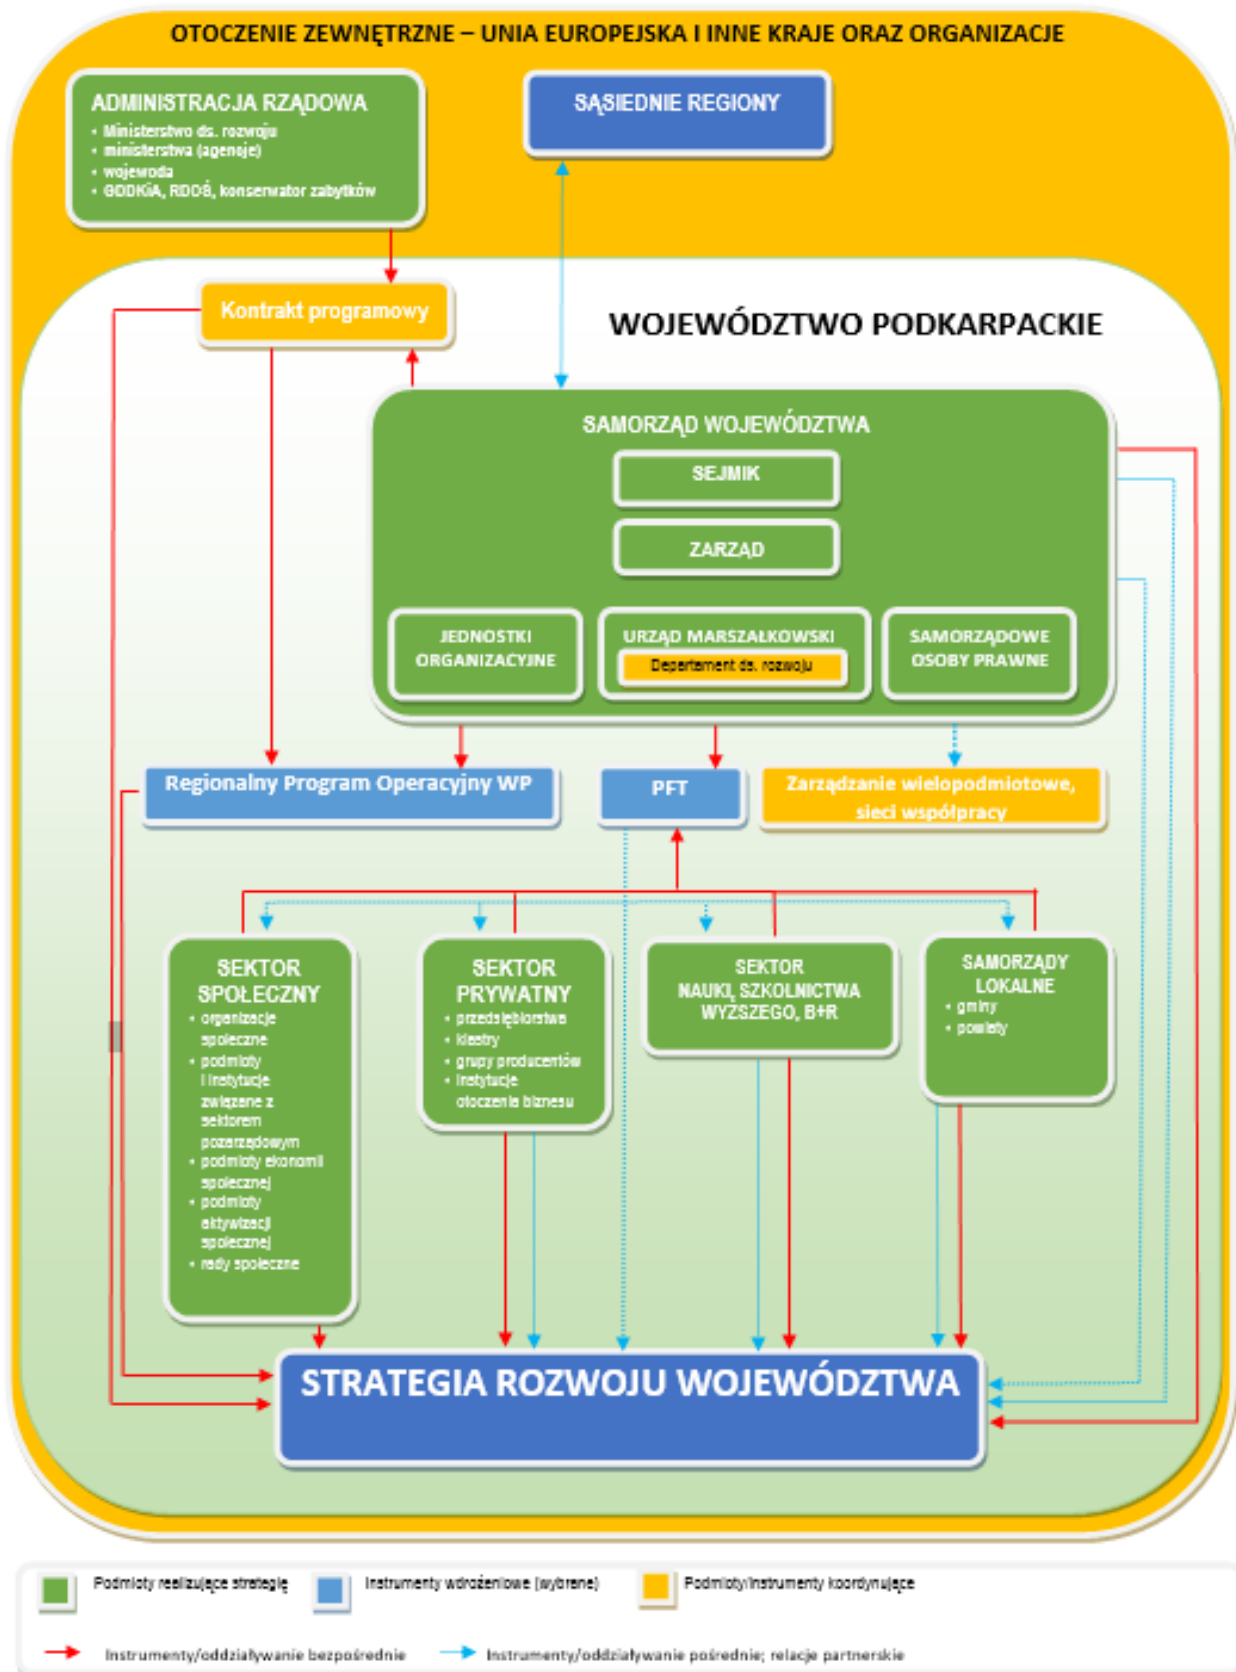 OTOCZENIE ZEWNĘTRZNE – UNIA EUROPEJSKA I INNE KRAJE ORAZ ORGANIZACJE
ADMINISTRACJA RZĄDOWA
• Ministerstwo ds. rozwoju
• ministerstwa (agencje)
• wojewoda
• GDDKiA, RDOŚ, konserwator zabytków
SĄSIEDNIE REGIONY
Kontrakt programowy
WOJEWÓDZTWO PODKARPACKIE
SAMORZĄD WOJEWÓDZTWA
SEJMIK
ZARZĄD
JEDNOSTKI
ORGANIZACYJNE
URZĄD MARSZAŁKOWSKI
Departament ds. rozwoju
SAMORZĄDOWE
OSOBY PRAWNE
Regionalny Program Operacyjny WP
PFT
Zarządzanie wielopodmiotowe,
sieci współpracy
SEKTOR
SPOŁECZNY
• organizacje
społeczne
• podmioty
i instytucje
związane z
sektorem
pozarządowym
• podmioty ekonomii
społecznej
• podmioty
aktywizacji
społecznej
• rady społeczne
SEKTOR
PRYWATNY
• przedsiębiorstwa
• klastry
• grupy producentów
• instytucje
otoczenia biznesu
SEKTOR
NAUKI, SZKOLNICTWA
WYŻSZEGO, B+R
SAMORZĄDY
LOKALNE
• gminy
• powiaty
STRATEGIA ROZWOJU WOJEWÓDZTWA
Podmioty realizujące strategię
Instrumenty wdrożeniowe (wybrane)
Podmioty/instrumenty koordynujące
Instrumenty/oddziaływanie bezpośrednie
Instrumenty/oddziaływanie pośrednie; relacje partnerskie